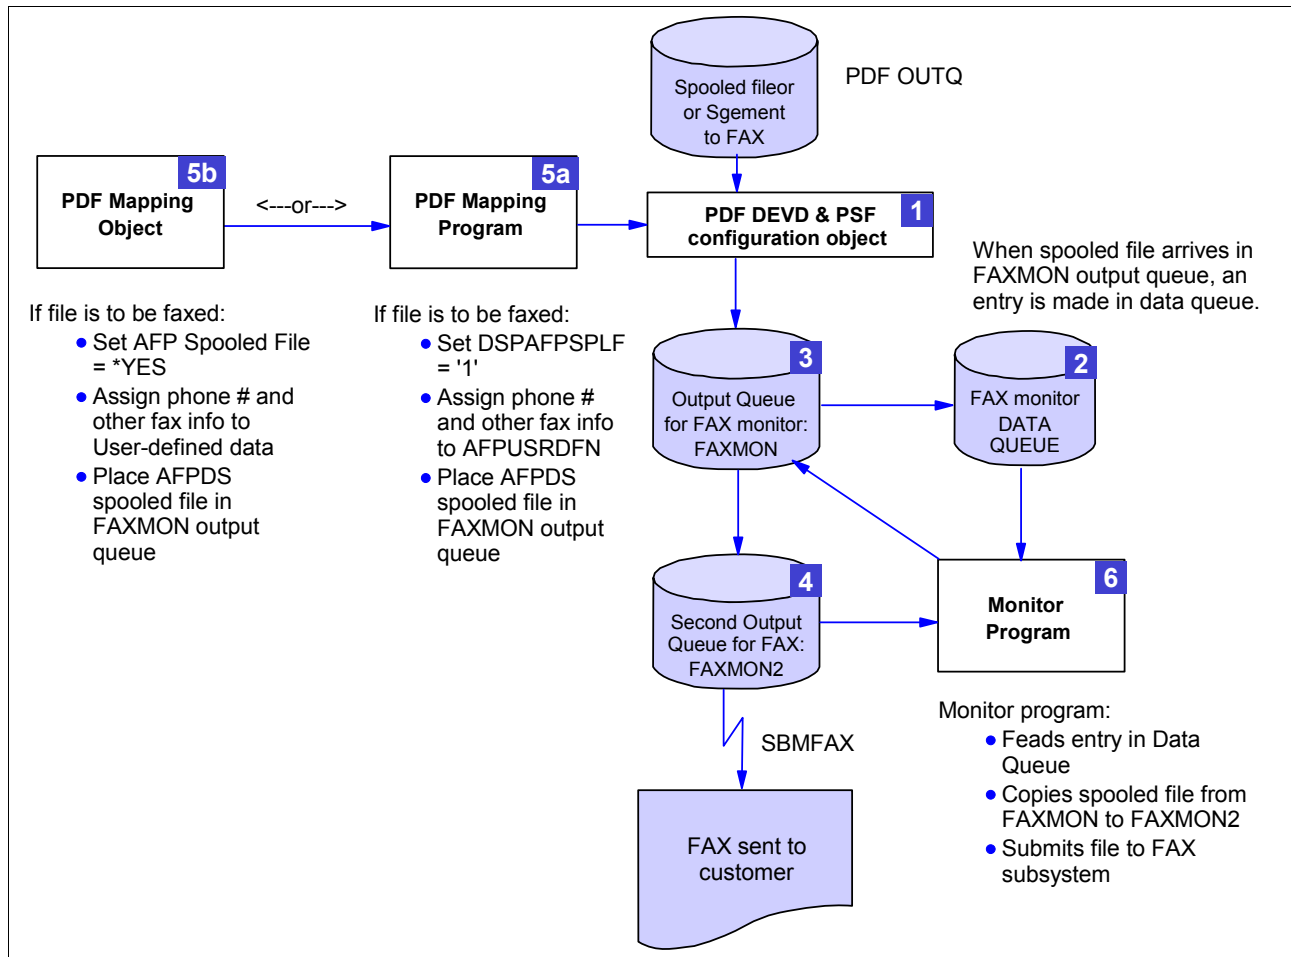 Spooled fileor
or Sgement
to FAX
PDF OUTQ
5b
PDF Mapping
Object
<---or--->
5a
PDF Mapping
Program
1
PDF DEVD & PSF
configuration object
When spooled file arrives in
FAXMON output queue, an
entry is made in data queue.
If file is to be faxed:
● Set AFP Spooled File
= *YES
● Assign phone # and
other fax info to
User-defined data
● Place AFPDS
spooled file in
FAXMON output
queue
If file is to be faxed:
● Set DSPAFPSPLF
= '1'
● Assign phone #
and other fax info
to AFPUSRDFN
● Place AFPDS
spooled file in
FAXMON output
queue
3
Output Queue
for FAX monitor:
FAXMON
2
FAX monitor
DATA
QUEUE
4
Second Output
Queue for FAX:
FAXMON2
6
Monitor
Program
SBMFAX
Monitor program:
● Feads entry in Data
Queue
● Copies spooled file from
FAXMON to FAXMON2
● Submits file to FAX
subsystem
FAX sent to
customer